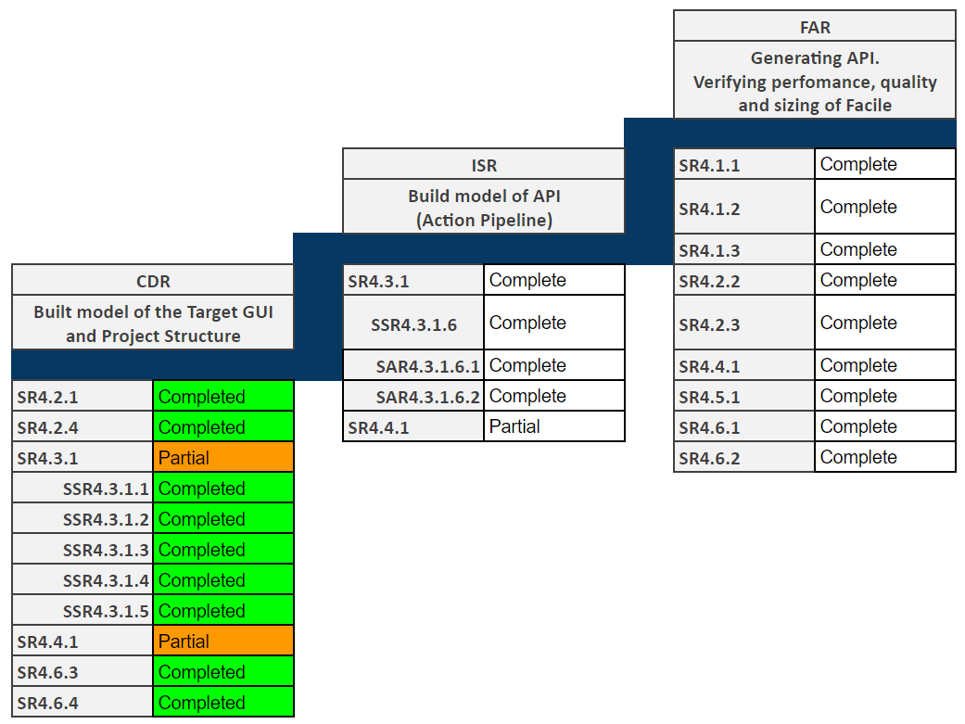 FAR
Generating API.
Verifying perfomance, quality
and sizing of Facile
SR4.1.1 Complete
SR4.1.2 Complete
SR4.1.3 Complete
SR4.2.2 Complete
SR4.2.3 Complete
SR4.4.1 Complete
SR4.5.1 Complete
SR4.6.1 Complete
SR4.6.2 Complete
ISR
Build model of API
(Action Pipeline)
SR4.3.1 Complete
SSR4.3.1.6 Complete
SAR4.3.1.6.1 Complete
SAR4.3.1.6.2 Complete
SR4.4.1 Partial
CDR
Built model of the Target GUI
and Project Structure
SR4.2.1 Completed
SR4.2.4 Completed
SR4.3.1 Partial
SSR4.3.1.1 Completed
SSR4.3.1.2 Completed
SSR4.3.1.3 Completed
SSR4.3.1.4 Completed
SSR4.3.1.5 Completed
SR4.4.1 Partial
SR4.6.3 Completed
SR4.6.4 Completed